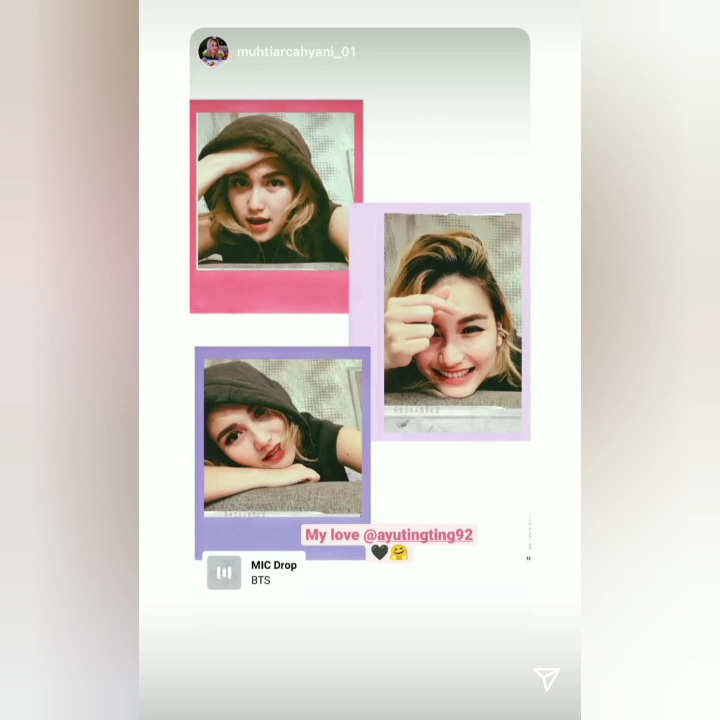 muhtiarcahyani_01
My love @ayutingting92
🖤🤗
MIC Drop
BTS